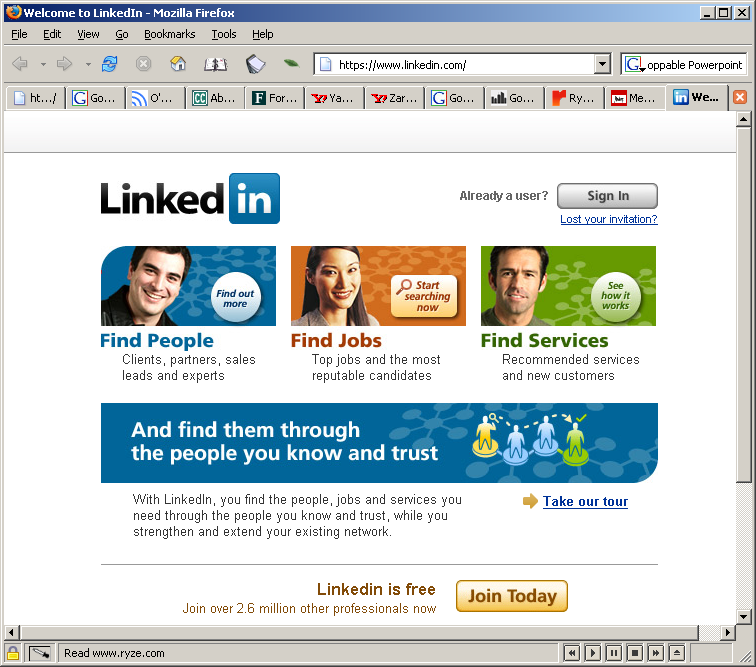 Welcome to LinkedIn - Mozilla Firefox
File Edit View Go Bookmarks Tools Help
https://www.linkedin.com/
G oppable Powerpoint
ht.../ Go... O'... Ab... For... Ya... Zar... Go... Go... Ry... Me... We...
Linked in
Already a user? Sign In
Lost your invitation?
Find out more
Start searching now
See how it works
Find People
Clients, partners, sales
leads and experts
Find Jobs
Top jobs and the most
reputable candidates
Find Services
Recommended services
and new customers
And find them through
the people you know and trust
With LinkedIn, you find the people, jobs and services you
need through the people you know and trust, while you
strengthen and extend your existing network.
Take our tour
Linkedin is free
Join over 2.6 million other professionals now
Join Today
Read www.ryze.com